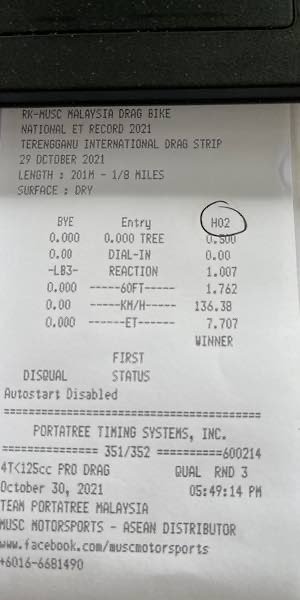 RK-MUSC MALAYSIA DRAG BIKE
NATIONAL ET RECORD 2021
TERENGGANU INTERNATIONAL DRAG STRIP
29 OCTOBER 2021
LENGTH : 201M - 1/8 MILES
SURFACE : DRY
BYE Entry H02
0.000 0.000 TREE 0.500
0.00 DIAL-IN 0.00
-LB3- REACTION 1.007
0.000 -----60FT----- 1.762
0.00 -----KM/H----- 136.38
0.000 ------ET------ 7.707
WINNER
FIRST
DISQUAL STATUS
Autostart Disabled
=======================================
PORTATREE TIMING SYSTEMS, INC.
=============== 351/352 ==========600214
4T<125cc PRO DRAG QUAL RND 3
October 30, 2021 05:49:14 PM
TEAM PORTATREE MALAYSIA
MUSC MOTORSPORTS - ASEAN DISTRIBUTOR
www.facebook.com/muscmotorsports
+6016-6681490